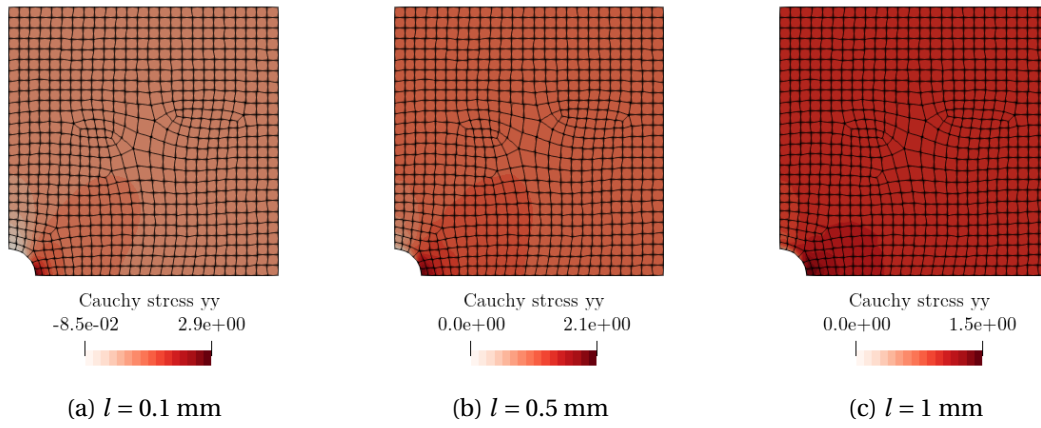 Cauchy stress yy
-8.5e-02 2.9e+00
(a) l = 0.1 mm
Cauchy stress yy
0.0e+00 2.1e+00
(b) l = 0.5 mm
Cauchy stress yy
0.0e+00 1.5e+00
(c) l = 1 mm